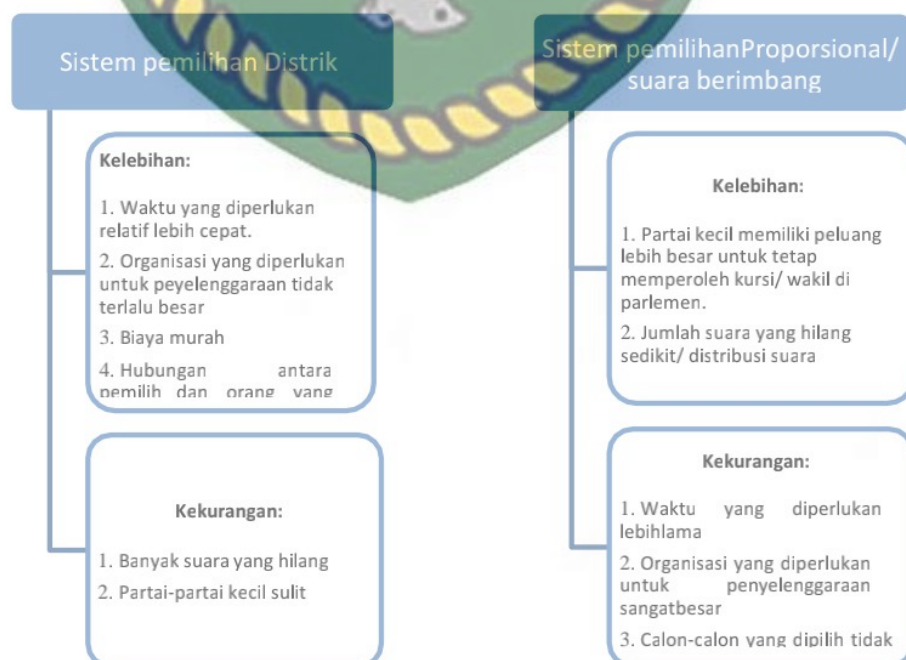 Sistem pemilihan Distrik
Kelebihan:
1. Waktu yang diperlukan
relatif lebih cepat.
2. Organisasi yang diperlukan
untuk peyelenggaraan tidak
terlalu besar
3. Biaya murah
4. Hubungan antara
pemilih dan orang yang
Kekurangan:
1. Banyak suara yang hilang
2. Partai-partai kecil sulit
Sistem pemilihanProporsional/
suara berimbang
Kelebihan:
1. Partai kecil memiliki peluang
lebih besar untuk tetap
memperoleh kursi/ wakil di
parlemen.
2. Jumlah suara yang hilang
sedikit/ distribusi suara
Kekurangan:
1. Waktu yang diperlukan
lebihlama
2. Organisasi yang diperlukan
untuk penyelenggaraan
sangatbesar
3. Calon-calon yang dipilih tidak